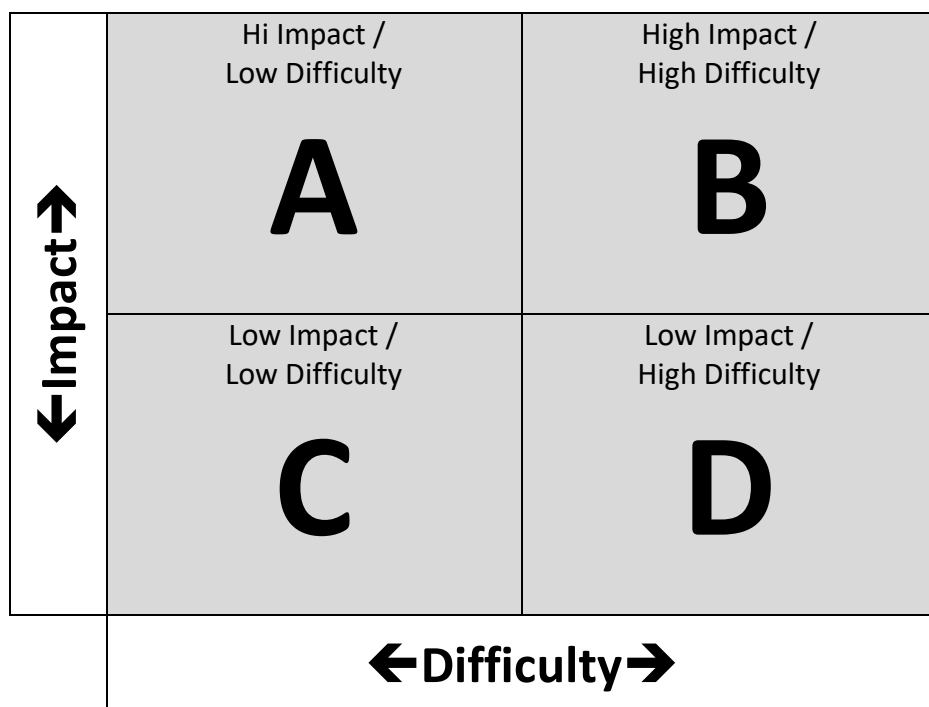 Hi Impact /
Low Difficulty
A
High Impact /
High Difficulty
B
←Impact→
Low Impact /
Low Difficulty
C
Low Impact /
High Difficulty
D
←Difficulty→